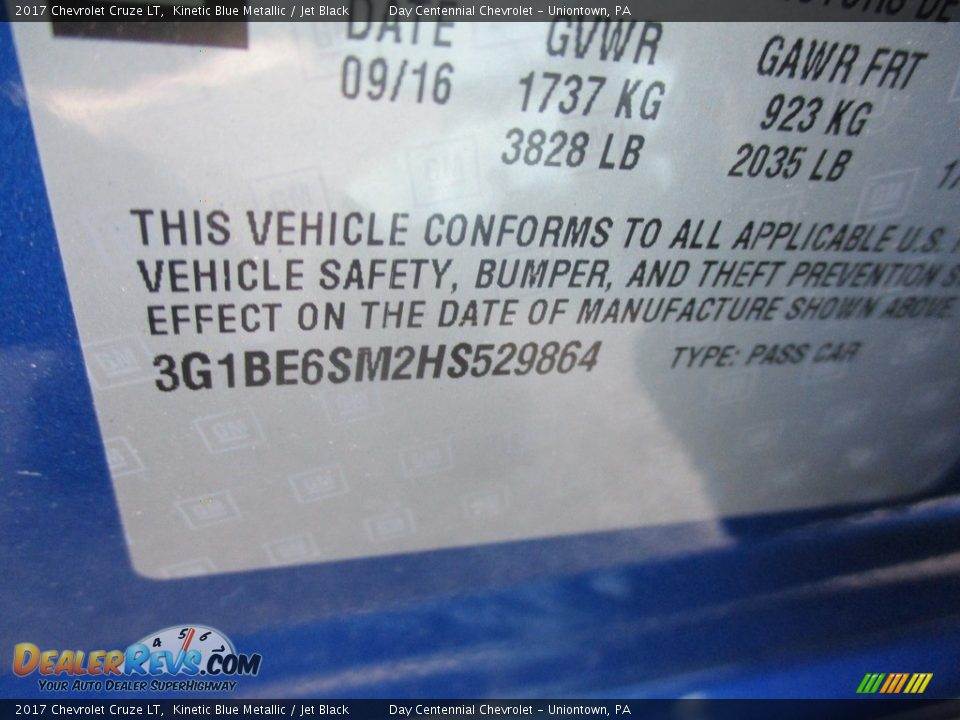 2017 Chevrolet Cruze LT, Kinetic Blue Metallic / Jet Black Day Centennial Chevrolet - Uniontown, PA
DATE GVWR GAWR FRT
09/16 1737 KG 923 KG
3828 LB 2035 LB
THIS VEHICLE CONFORMS TO ALL APPLICABLE U.S.
VEHICLE SAFETY, BUMPER, AND THEFT PREVENTION
EFFECT ON THE DATE OF MANUFACTURE SHOWN ABOVE
3G1BE6SM2HS529864 TYPE: PASS CAR
4 5 6
DEALERREVS.COM
YOUR AUTO DEALER SUPERHIGHWAY
2017 Chevrolet Cruze LT, Kinetic Blue Metallic / Jet Black Day Centennial Chevrolet - Uniontown, PA